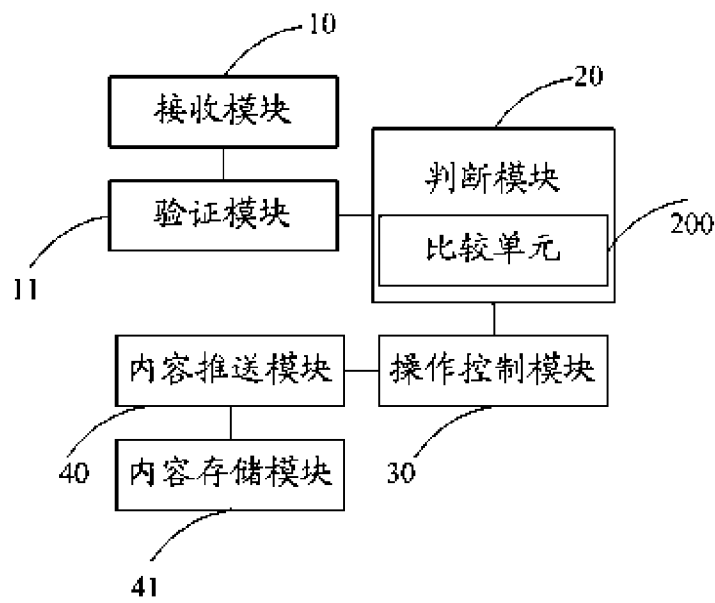 10
接收模块
20
判断模块
验证模块
200
比较单元
11
内容推送模块
操作控制模块
40
30
内容存储模块
41